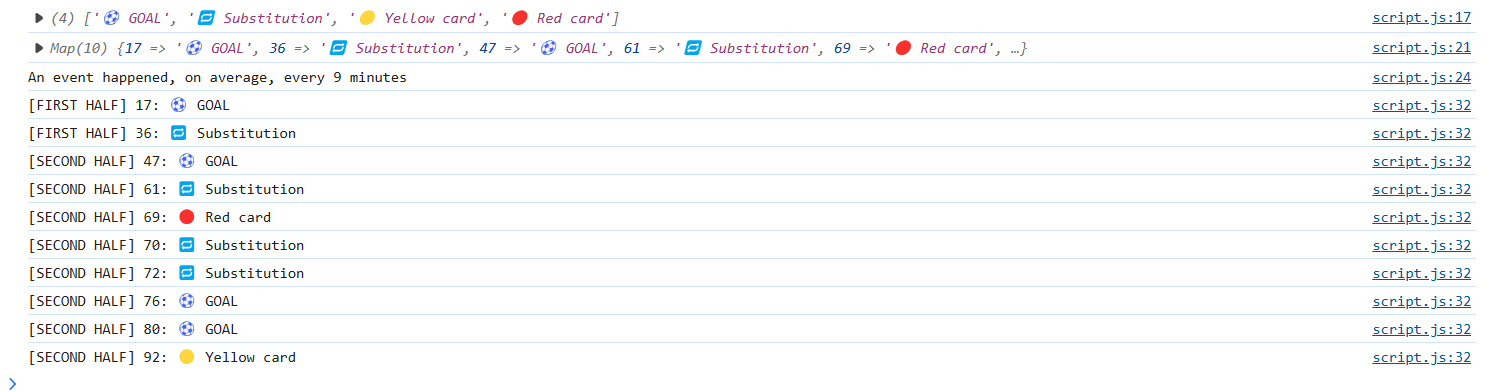 ▶ (4) ['⚽ GOAL', '🔁 Substitution', '🟡 Yellow card', '🔴 Red card'] script.js:17
▶ Map(10) {17 => '⚽ GOAL', 36 => '🔁 Substitution', 47 => '⚽ GOAL', 61 => '🔁 Substitution', 69 => '🔴 Red card', …} script.js:21
An event happened, on average, every 9 minutes script.js:24
[FIRST HALF] 17: ⚽ GOAL script.js:32
[FIRST HALF] 36: 🔁 Substitution script.js:32
[SECOND HALF] 47: ⚽ GOAL script.js:32
[SECOND HALF] 61: 🔁 Substitution script.js:32
[SECOND HALF] 69: 🔴 Red card script.js:32
[SECOND HALF] 70: 🔁 Substitution script.js:32
[SECOND HALF] 72: 🔁 Substitution script.js:32
[SECOND HALF] 76: ⚽ GOAL script.js:32
[SECOND HALF] 80: ⚽ GOAL script.js:32
[SECOND HALF] 92: 🟡 Yellow card script.js:32
>